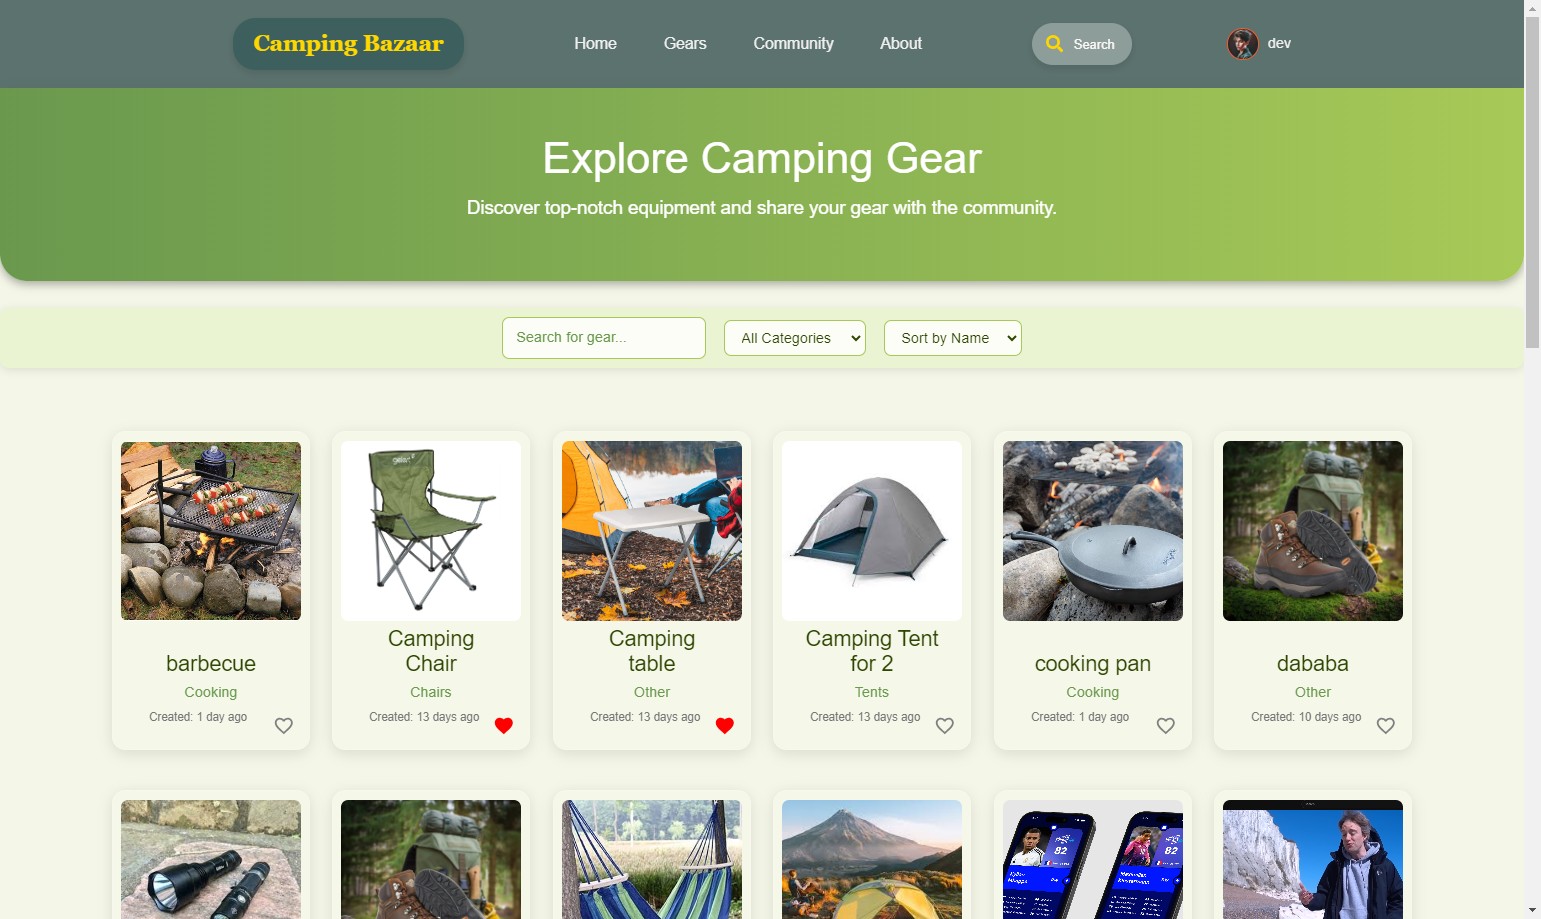 Camping Bazaar
Home
Gears
Community
About
Search
dev
Explore Camping Gear
Discover top-notch equipment and share your gear with the community.
Search for gear...
All Categories
Sort by Name
barbecue
Cooking
Created: 1 day ago
Camping
Chair
Chairs
Created: 13 days ago
Camping
table
Other
Created: 13 days ago
Camping Tent
for 2
Tents
Created: 13 days ago
cooking pan
Cooking
Created: 1 day ago
dababa
Other
Created: 10 days ago
82
82